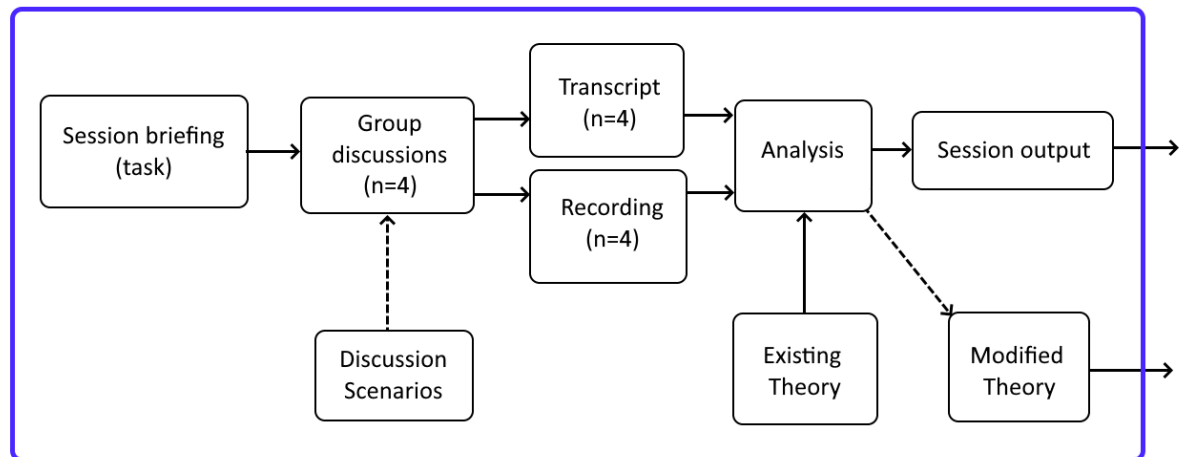 Session briefing
(task)
Group
discussions
(n=4)
Transcript
(n=4)
Recording
(n=4)
Analysis
Session output
Discussion
Scenarios
Existing
Theory
Modified
Theory